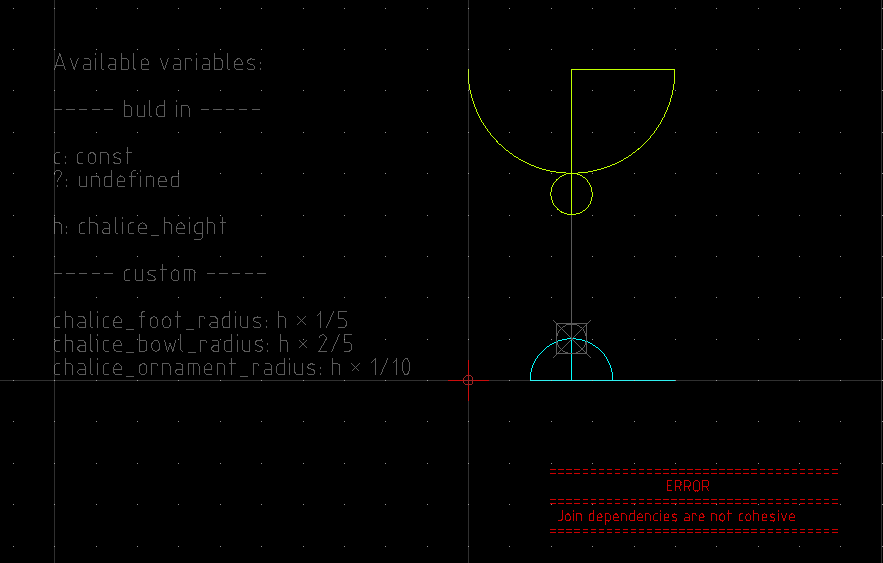 Available variables:
----- buld in -----
c: const
?: undefined
h: chalice_height
----- custom -----
chalice_foot_radius: h × 1/5
chalice_bowl_radius: h × 2/5
chalice_ornament_radius: h × 1/10
ERROR
Join dependencies are not cohesive